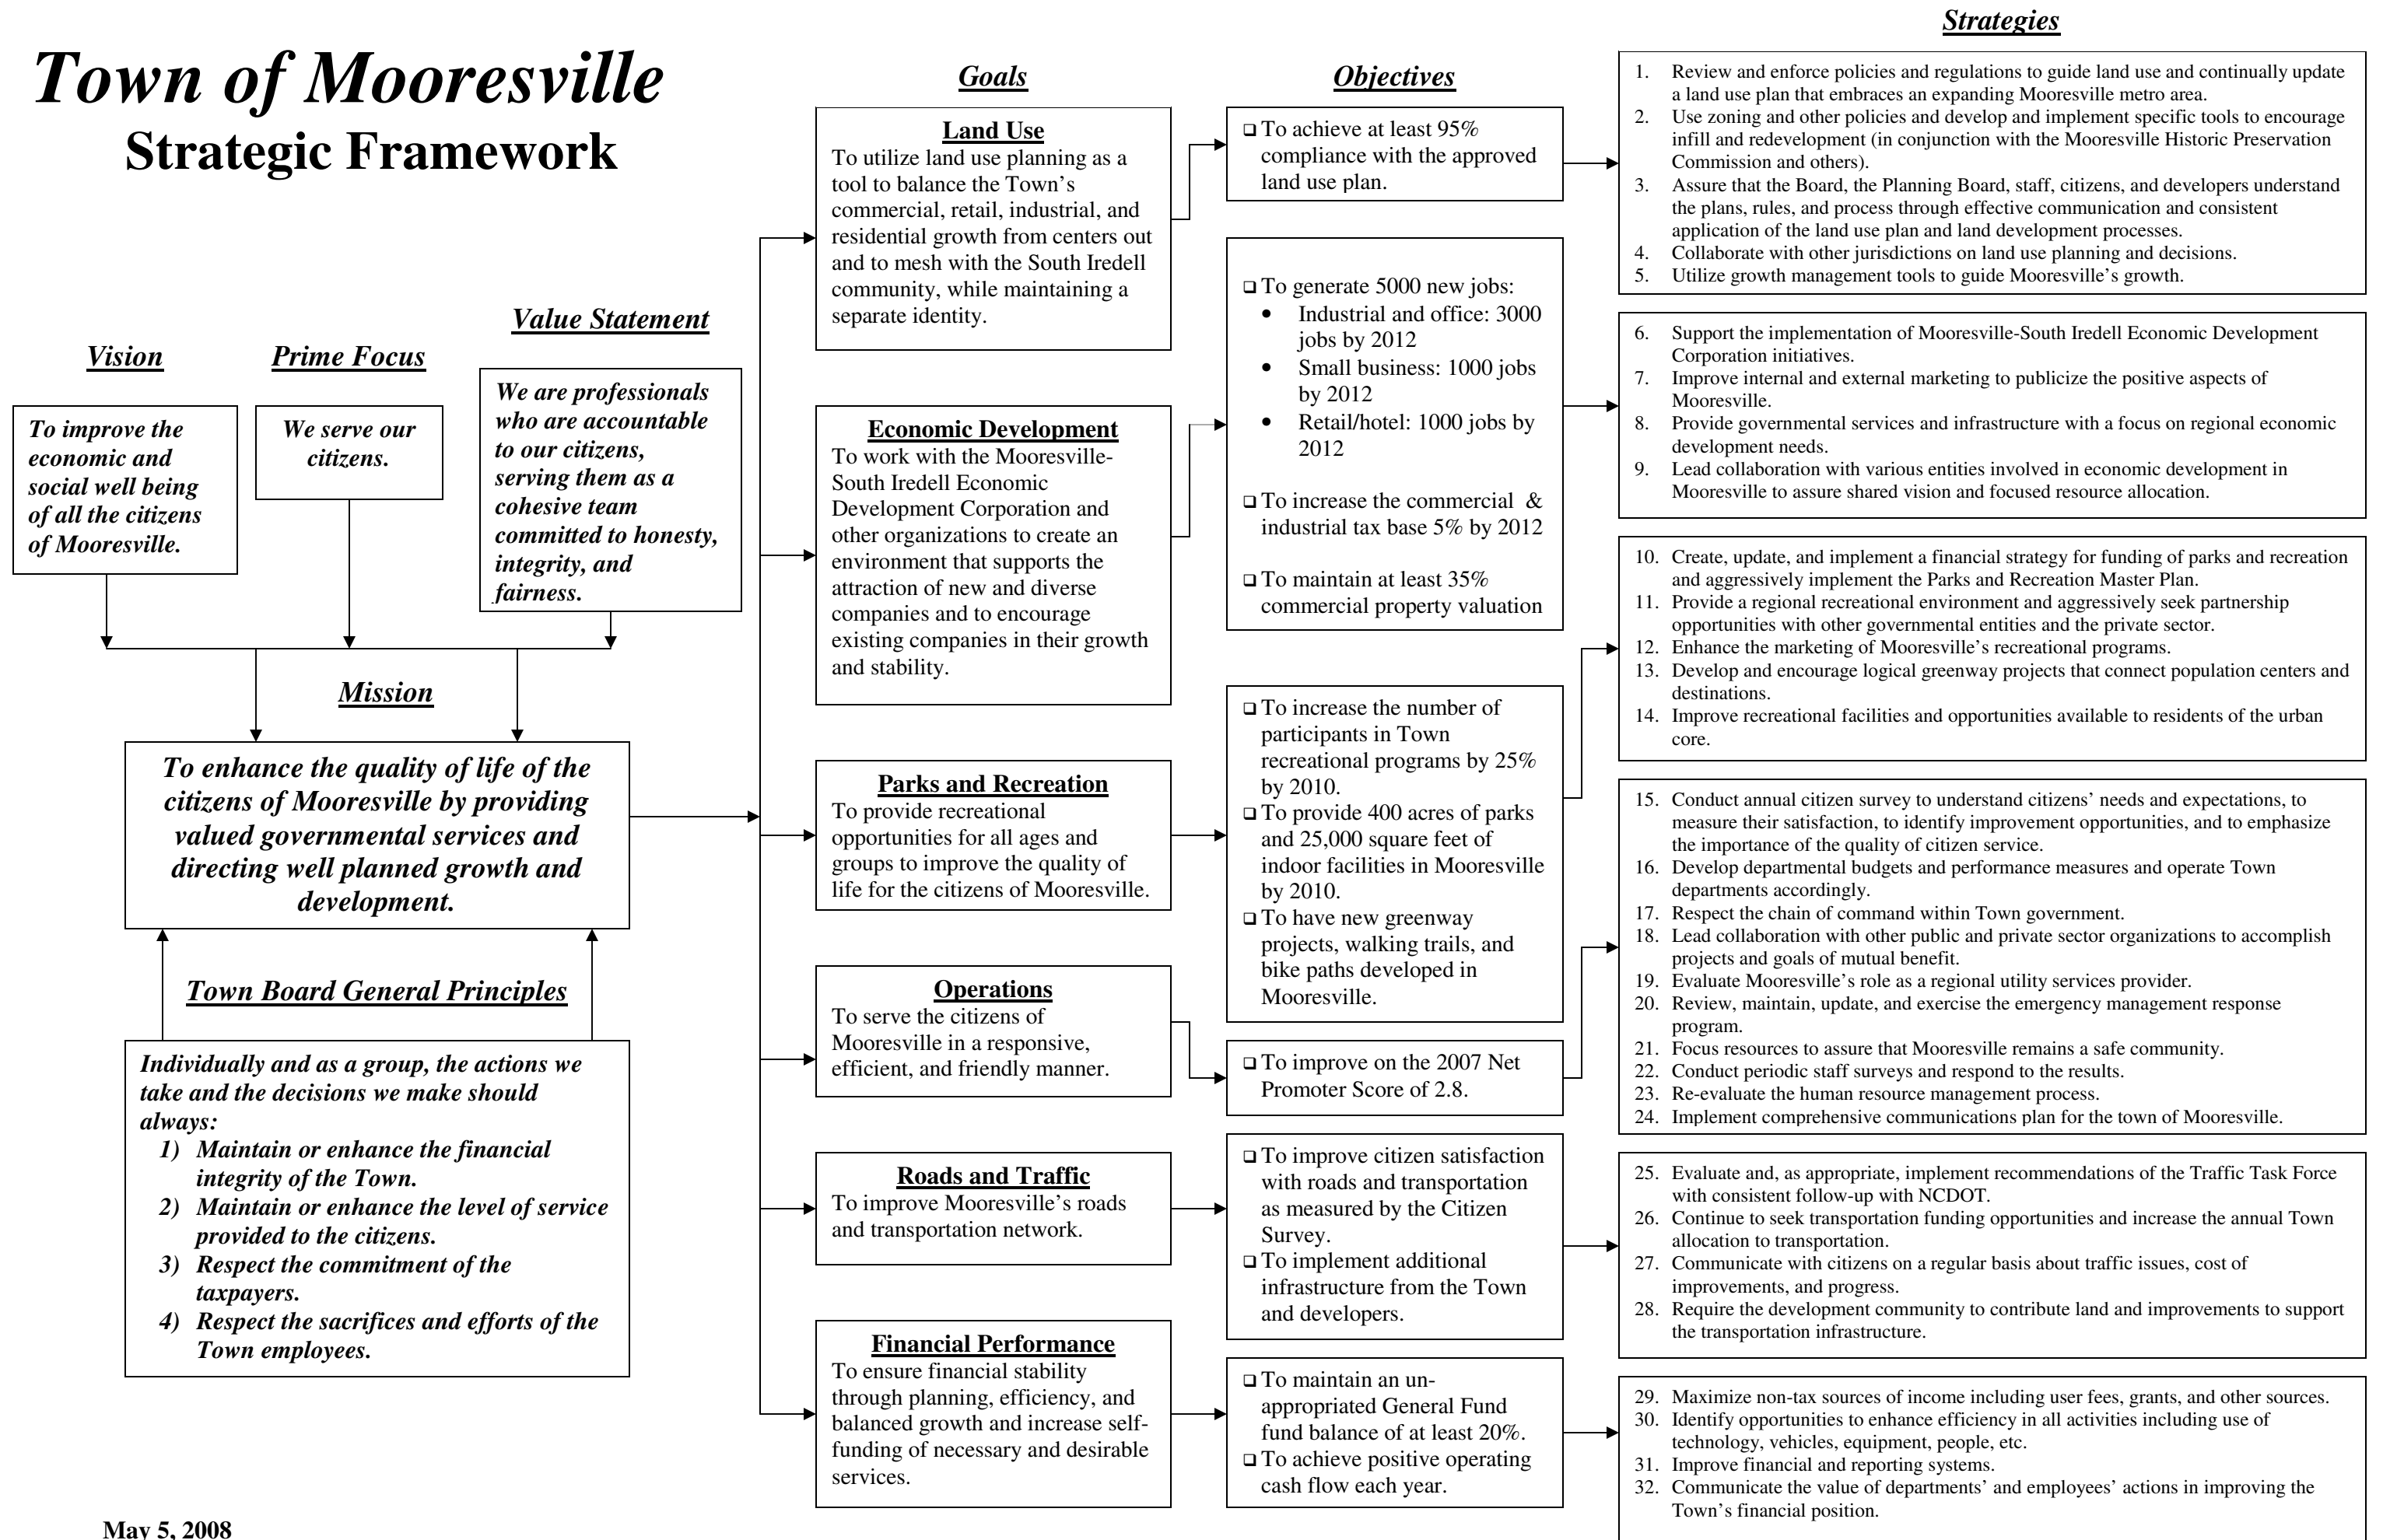 Town of Mooresville
Strategic Framework
Vision
To improve the
economic and
social well being
of all the citizens
of Mooresville.
Prime Focus
We serve our
citizens.
Value Statement
We are professionals
who are accountable
to our citizens,
serving them as a
cohesive team
committed to honesty,
integrity, and
fairness.
Mission
To enhance the quality of life of the
citizens of Mooresville by providing
valued governmental services and
directing well planned growth and
development.
Town Board General Principles
Individually and as a group, the actions we
take and the decisions we make should
always:
1) Maintain or enhance the financial
integrity of the Town.
2) Maintain or enhance the level of service
provided to the citizens.
3) Respect the commitment of the
taxpayers.
4) Respect the sacrifices and efforts of the
Town employees.
May 5, 2008
Goals
Land Use
To utilize land use planning as a
tool to balance the Town’s
commercial, retail, industrial, and
residential growth from centers out
and to mesh with the South Iredell
community, while maintaining a
separate identity.
Economic Development
To work with the Mooresville-
South Iredell Economic
Development Corporation and
other organizations to create an
environment that supports the
attraction of new and diverse
companies and to encourage
existing companies in their growth
and stability.
Parks and Recreation
To provide recreational
opportunities for all ages and
groups to improve the quality of
life for the citizens of Mooresville.
Operations
To serve the citizens of
Mooresville in a responsive,
efficient, and friendly manner.
Roads and Traffic
To improve Mooresville’s roads
and transportation network.
Financial Performance
To ensure financial stability
through planning, efficiency, and
balanced growth and increase self-
funding of necessary and desirable
services.
Objectives
❑ To achieve at least 95%
compliance with the approved
land use plan.
❑ To generate 5000 new jobs:
• Industrial and office: 3000
jobs by 2012
• Small business: 1000 jobs
by 2012
• Retail/hotel: 1000 jobs by
2012
❑ To increase the commercial &
industrial tax base 5% by 2012
❑ To maintain at least 35%
commercial property valuation
❑ To increase the number of
participants in Town
recreational programs by 25%
by 2010.
❑ To provide 400 acres of parks
and 25,000 square feet of
indoor facilities in Mooresville
by 2010.
❑ To have new greenway
projects, walking trails, and
bike paths developed in
Mooresville.
❑ To improve on the 2007 Net
Promoter Score of 2.8.
❑ To improve citizen satisfaction
with roads and transportation
as measured by the Citizen
Survey.
❑ To implement additional
infrastructure from the Town
and developers.
❑ To maintain an un-
appropriated General Fund
fund balance of at least 20%.
❑ To achieve positive operating
cash flow each year.
Strategies
1. Review and enforce policies and regulations to guide land use and continually update
a land use plan that embraces an expanding Mooresville metro area.
2. Use zoning and other policies and develop and implement specific tools to encourage
infill and redevelopment (in conjunction with the Mooresville Historic Preservation
Commission and others).
3. Assure that the Board, the Planning Board, staff, citizens, and developers understand
the plans, rules, and process through effective communication and consistent
application of the land use plan and land development processes.
4. Collaborate with other jurisdictions on land use planning and decisions.
5. Utilize growth management tools to guide Mooresville’s growth.
6. Support the implementation of Mooresville-South Iredell Economic Development
Corporation initiatives.
7. Improve internal and external marketing to publicize the positive aspects of
Mooresville.
8. Provide governmental services and infrastructure with a focus on regional economic
development needs.
9. Lead collaboration with various entities involved in economic development in
Mooresville to assure shared vision and focused resource allocation.
10. Create, update, and implement a financial strategy for funding of parks and recreation
and aggressively implement the Parks and Recreation Master Plan.
11. Provide a regional recreational environment and aggressively seek partnership
opportunities with other governmental entities and the private sector.
12. Enhance the marketing of Mooresville’s recreational programs.
13. Develop and encourage logical greenway projects that connect population centers and
destinations.
14. Improve recreational facilities and opportunities available to residents of the urban
core.
15. Conduct annual citizen survey to understand citizens’ needs and expectations, to
measure their satisfaction, to identify improvement opportunities, and to emphasize
the importance of the quality of citizen service.
16. Develop departmental budgets and performance measures and operate Town
departments accordingly.
17. Respect the chain of command within Town government.
18. Lead collaboration with other public and private sector organizations to accomplish
projects and goals of mutual benefit.
19. Evaluate Mooresville’s role as a regional utility services provider.
20. Review, maintain, update, and exercise the emergency management response
program.
21. Focus resources to assure that Mooresville remains a safe community.
22. Conduct periodic staff surveys and respond to the results.
23. Re-evaluate the human resource management process.
24. Implement comprehensive communications plan for the town of Mooresville.
25. Evaluate and, as appropriate, implement recommendations of the Traffic Task Force
with consistent follow-up with NCDOT.
26. Continue to seek transportation funding opportunities and increase the annual Town
allocation to transportation.
27. Communicate with citizens on a regular basis about traffic issues, cost of
improvements, and progress.
28. Require the development community to contribute land and improvements to support
the transportation infrastructure.
29. Maximize non-tax sources of income including user fees, grants, and other sources.
30. Identify opportunities to enhance efficiency in all activities including use of
technology, vehicles, equipment, people, etc.
31. Improve financial and reporting systems.
32. Communicate the value of departments’ and employees’ actions in improving the
Town’s financial position.